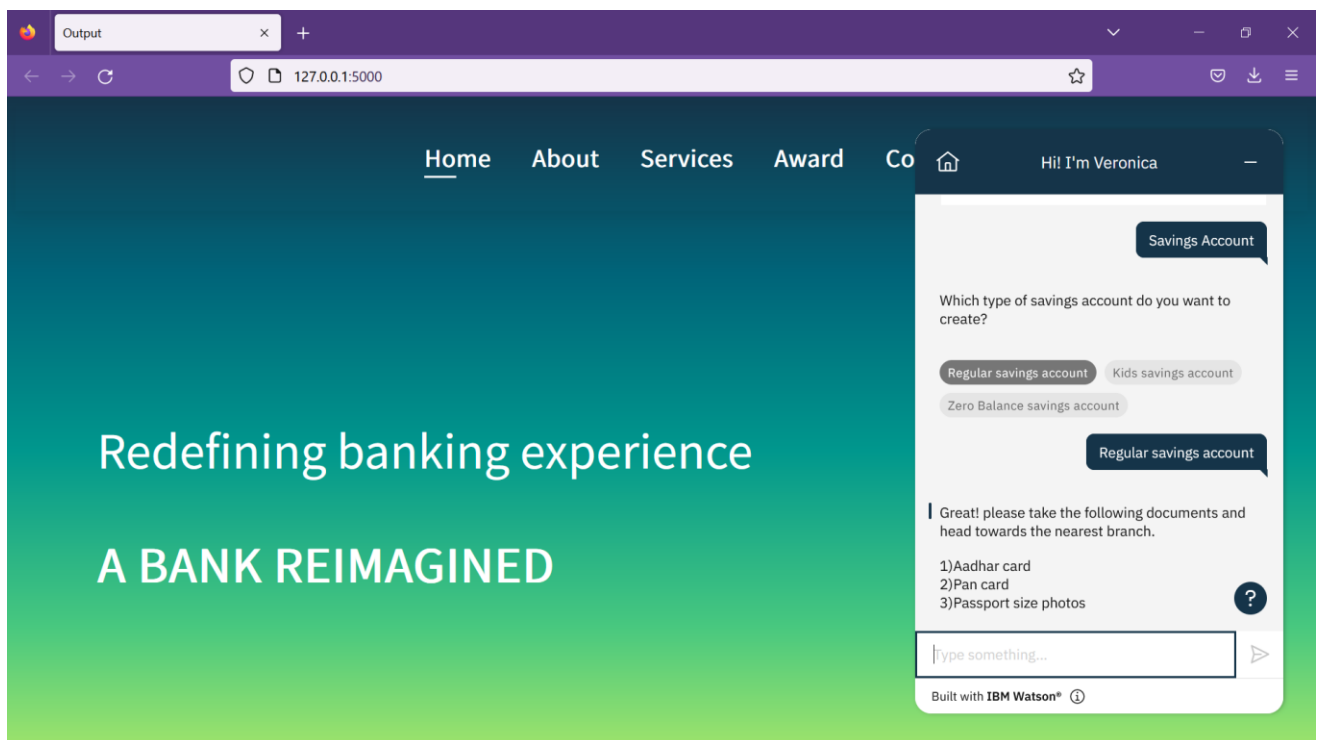 Output
127.0.0.1:5000
Home About Services Award Co
Hi! I'm Veronica
Savings Account
Which type of savings account do you want to
create?
Regular savings account Kids savings account
Zero Balance savings account
Regular savings account
Redefining banking experience
A BANK REIMAGINED
Great! please take the following documents and
head towards the nearest branch.
1)Aadhar card
2)Pan card
3)Passport size photos
?
Type something...
Built with IBM Watson®